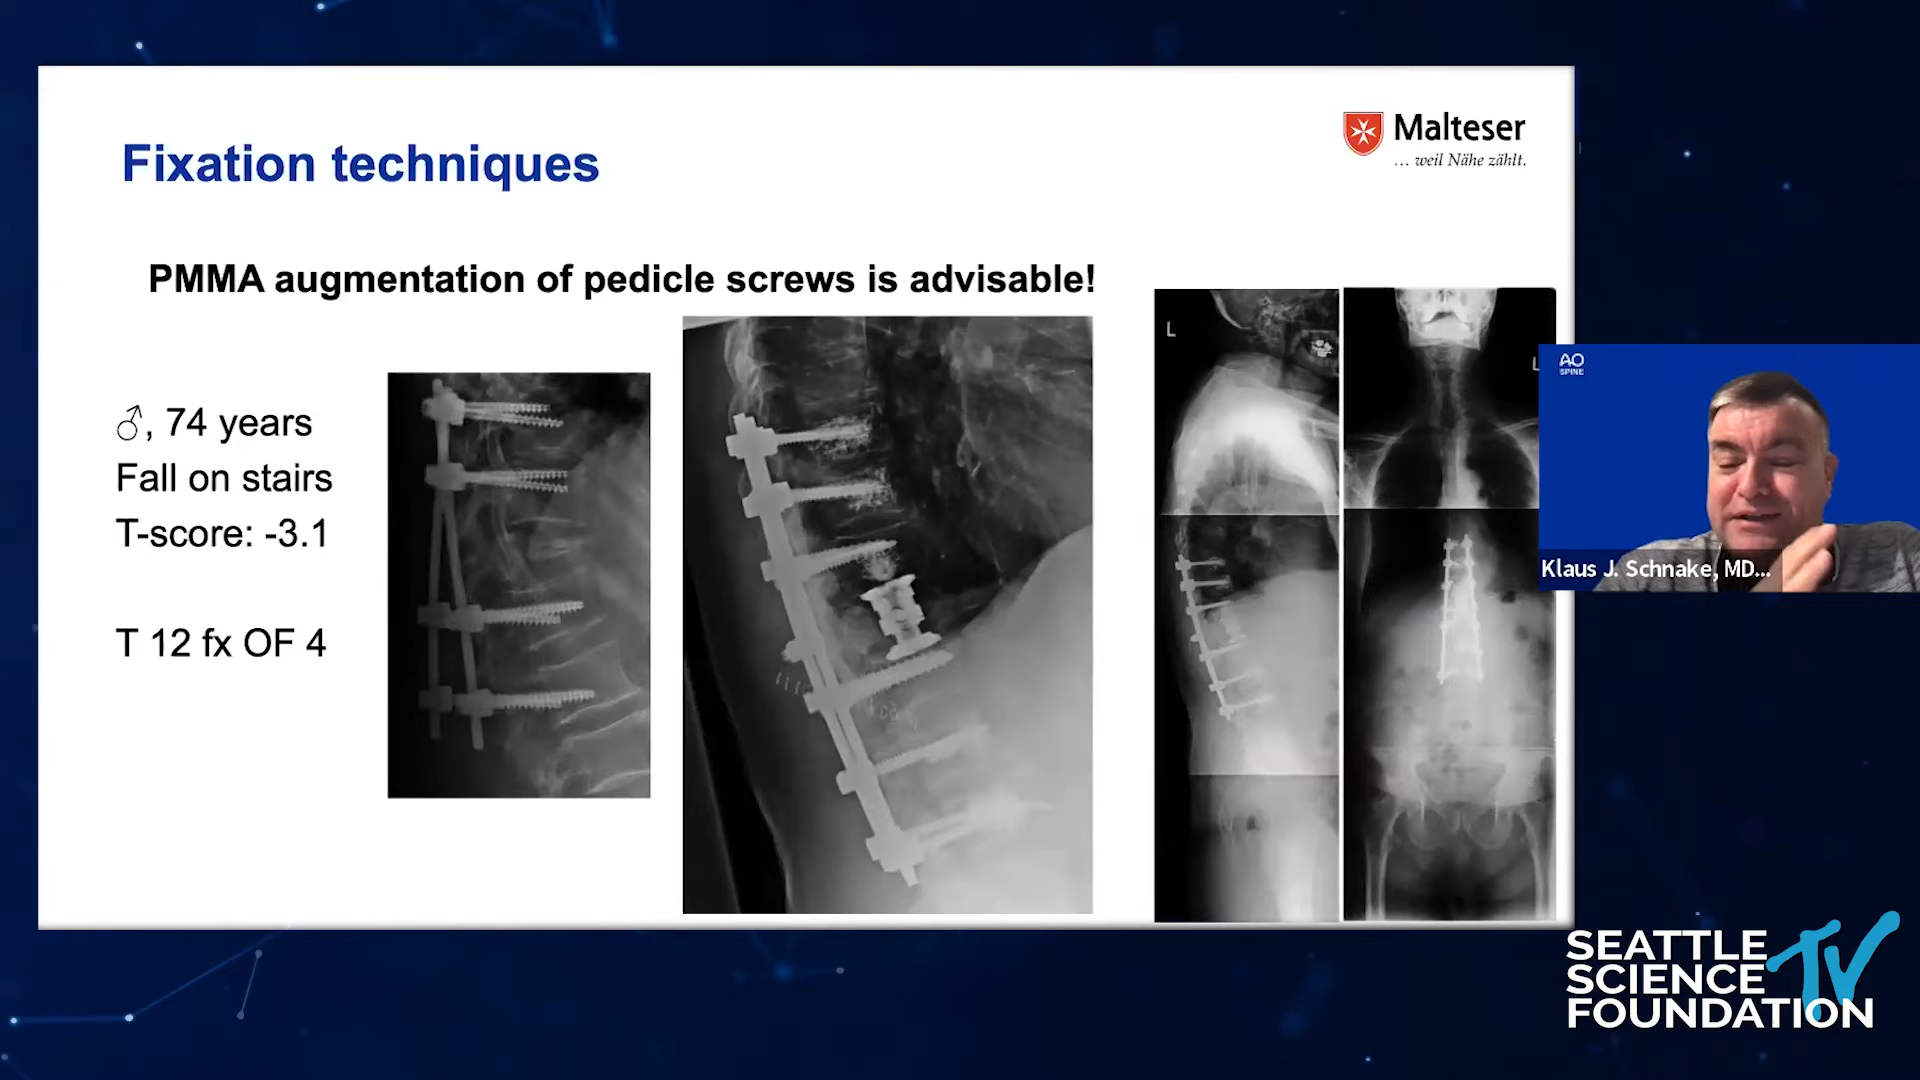 Malteser
... weil Nähe zählt.
Fixation techniques
PMMA augmentation of pedicle screws is advisable!
♂, 74 years
Fall on stairs
T-score: -3.1
T 12 fx OF 4
L
L
AO
SPINE
Klaus J. Schnake, MD...
SEATTLE
SCIENCE
FOUNDATION
TV